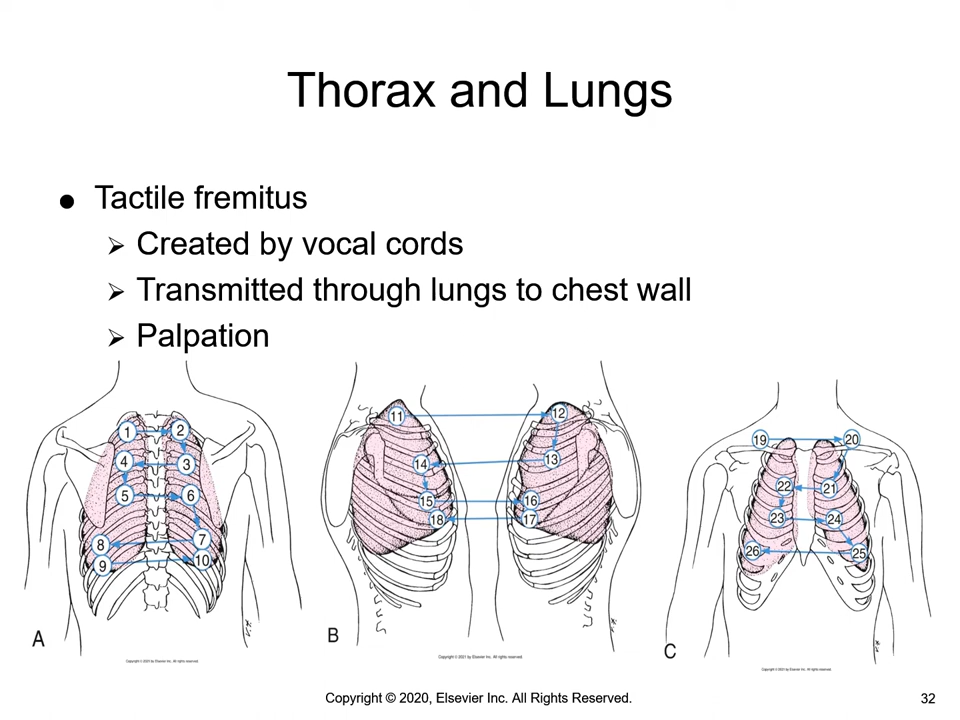 Thorax and Lungs
● Tactile fremitus
➢ Created by vocal cords
➢ Transmitted through lungs to chest wall
➢ Palpation
1 2
4 3
5 6
8 7
9 10
A
Copyright © 2021 by Elsevier Inc. All rights reserved.
11 12
14 13
15 16
18 17
B
Copyright © 2021 by Elsevier Inc. All rights reserved.
19 20
22 21
23 24
26 25
C
Copyright © 2021 by Elsevier Inc. All rights reserved.
Copyright © 2020, Elsevier Inc. All Rights Reserved.
32